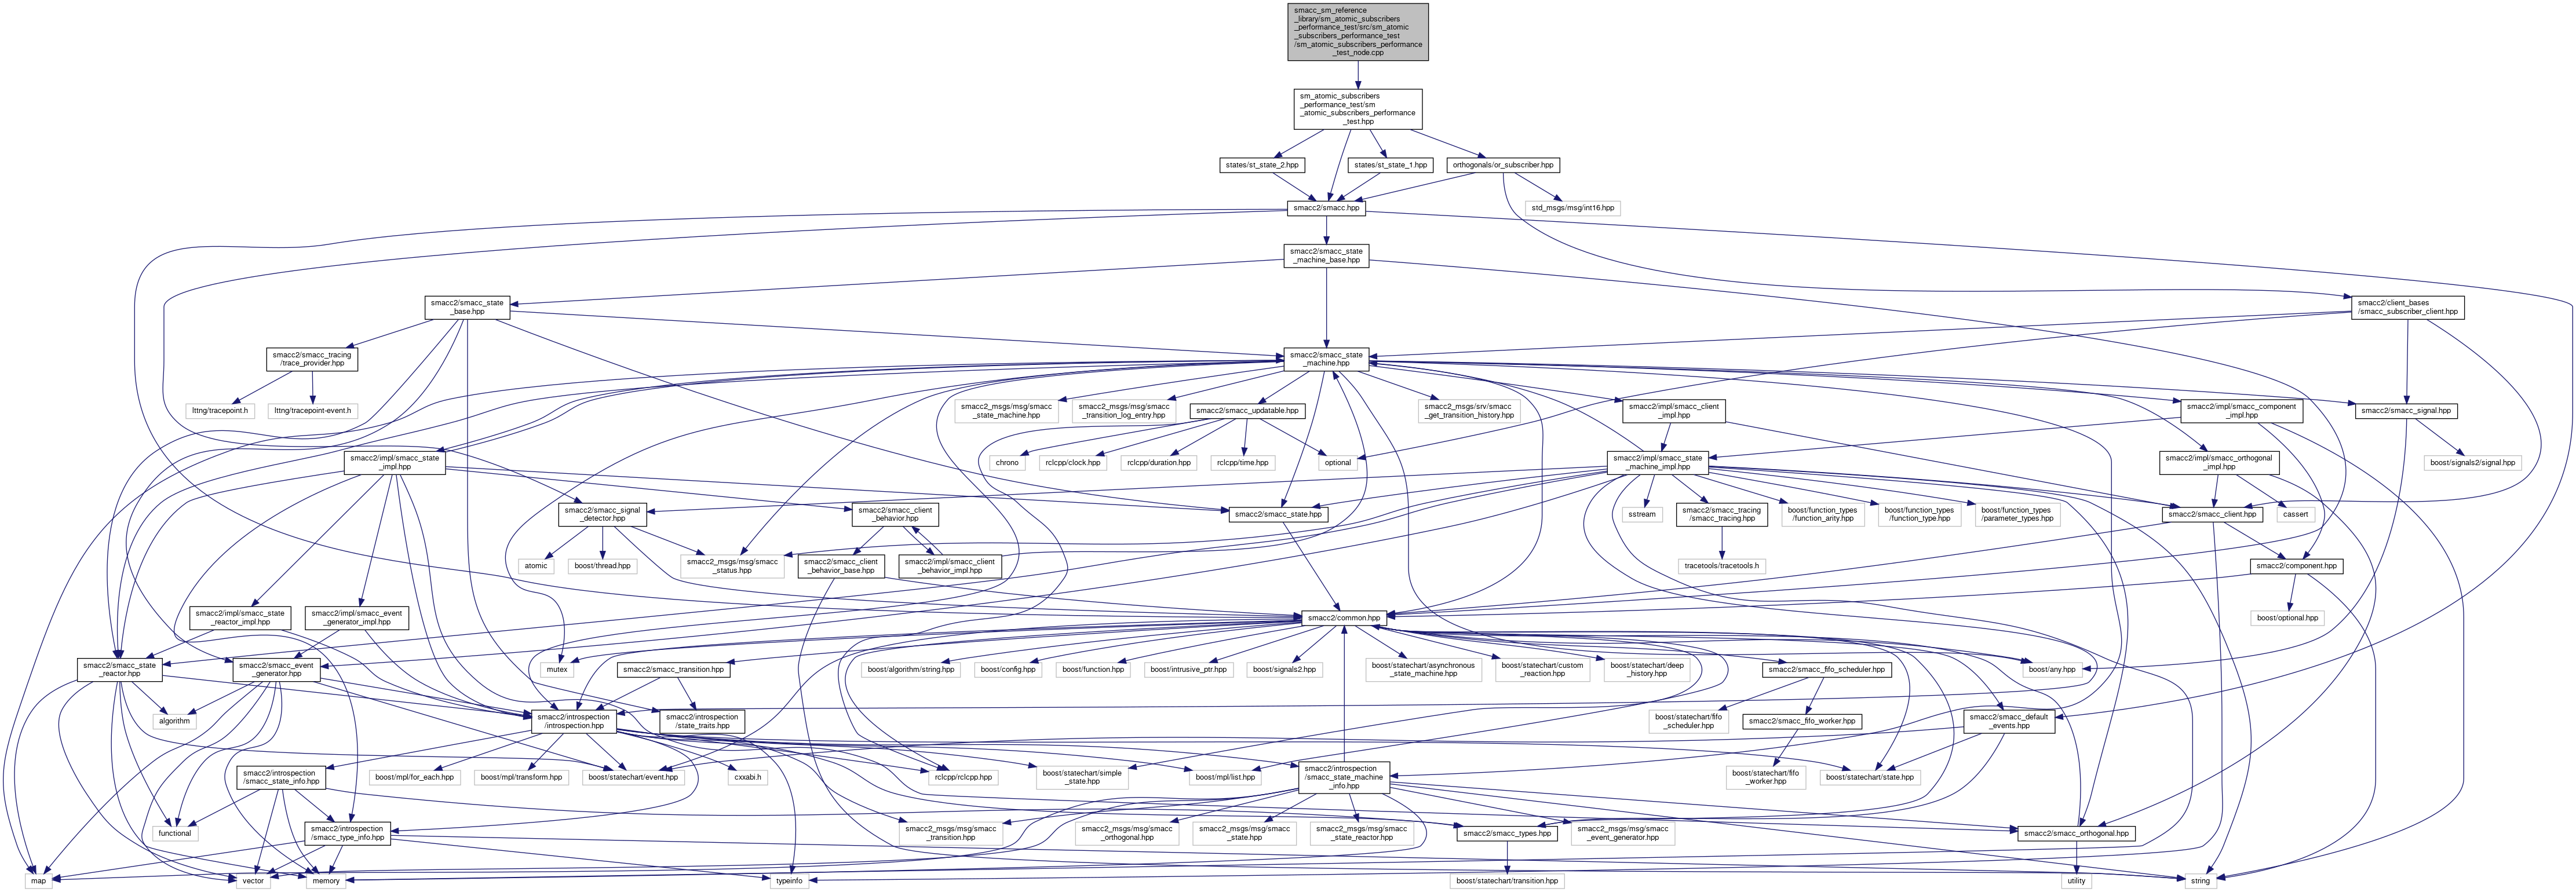 smacc_sm_reference
_library/sm_atomic_subscribers
_performance_test/src/sm_atomic
_subscribers_performance_test
/sm_atomic_subscribers_performance
_test_node.cpp
sm_atomic_subscribers
_performance_test/sm
_atomic_subscribers_performance
_test.hpp
states/st_state_2.hpp
states/st_state_1.hpp
orthogonals/or_subscriber.hpp
smacc2/smacc.hpp
std_msgs/msg/int16.hpp
smacc2/smacc_state
_machine_base.hpp
smacc2/smacc_state
_base.hpp
smacc2/client_bases
/smacc_subscriber_client.hpp
smacc2/smacc_tracing
/trace_provider.hpp
smacc2/smacc_state
_machine.hpp
lttng/tracepoint.h
lttng/tracepoint-event.h
smacc2_msgs/msg/smacc
_state_machine.hpp
smacc2_msgs/msg/smacc
_transition_log_entry.hpp
smacc2/smacc_updatable.hpp
smacc2_msgs/srv/smacc
_get_transition_history.hpp
smacc2/impl/smacc_client
_impl.hpp
smacc2/impl/smacc_component
_impl.hpp
smacc2/smacc_signal.hpp
smacc2/impl/smacc_state
_impl.hpp
chrono
rclcpp/clock.hpp
rclcpp/duration.hpp
rclcpp/time.hpp
optional
smacc2/impl/smacc_state
_machine_impl.hpp
smacc2/impl/smacc_orthogonal
_impl.hpp
boost/signals2/signal.hpp
smacc2/smacc_signal
_detector.hpp
smacc2/smacc_client
_behavior.hpp
smacc2/smacc_state.hpp
sstream
smacc2/smacc_tracing
/smacc_tracing.hpp
boost/function_types
/function_arity.hpp
boost/function_types
/function_type.hpp
boost/function_types
/parameter_types.hpp
smacc2/smacc_client.hpp
cassert
atomic
boost/thread.hpp
smacc2_msgs/msg/smacc
_status.hpp
smacc2/smacc_client
_behavior_base.hpp
smacc2/impl/smacc_client
_behavior_impl.hpp
tracetools/tracetools.h
smacc2/component.hpp
smacc2/impl/smacc_state
_reactor_impl.hpp
smacc2/impl/smacc_event
_generator_impl.hpp
smacc2/common.hpp
boost/optional.hpp
smacc2/smacc_state
_reactor.hpp
smacc2/smacc_event
_generator.hpp
mutex
smacc2/smacc_transition.hpp
boost/algorithm/string.hpp
boost/config.hpp
boost/function.hpp
boost/intrusive_ptr.hpp
boost/signals2.hpp
boost/statechart/asynchronous
_state_machine.hpp
boost/statechart/custom
_reaction.hpp
boost/statechart/deep
_history.hpp
smacc2/smacc_fifo_scheduler.hpp
boost/any.hpp
algorithm
smacc2/introspection
/introspection.hpp
smacc2/introspection
/state_traits.hpp
boost/statechart/fifo
_scheduler.hpp
smacc2/smacc_fifo_worker.hpp
smacc2/smacc_default
_events.hpp
smacc2/introspection
/smacc_state_info.hpp
boost/mpl/for_each.hpp
boost/mpl/transform.hpp
boost/statechart/event.hpp
cxxabi.h
rclcpp/rclcpp.hpp
boost/statechart/simple
_state.hpp
boost/mpl/list.hpp
smacc2/introspection
/smacc_state_machine
_info.hpp
boost/statechart/fifo
_worker.hpp
boost/statechart/state.hpp
functional
smacc2/introspection
/smacc_type_info.hpp
smacc2_msgs/msg/smacc
_transition.hpp
smacc2_msgs/msg/smacc
_orthogonal.hpp
smacc2_msgs/msg/smacc
_state.hpp
smacc2_msgs/msg/smacc
_state_reactor.hpp
smacc2/smacc_types.hpp
smacc2_msgs/msg/smacc
_event_generator.hpp
smacc2/smacc_orthogonal.hpp
map
vector
memory
typeinfo
boost/statechart/transition.hpp
utility
string